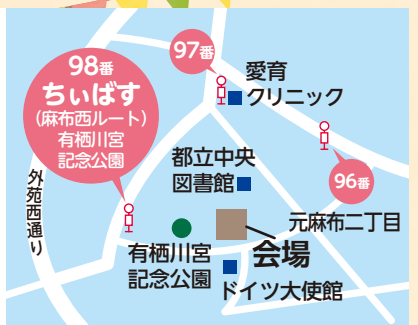 97番
98番
ちぃばす
(麻布西ルート)
有栖川宮
記念公園
愛育
クリニック
都立中央
図書館
96番
外苑西通り
元麻布二丁目
会場
有栖川宮
記念公園
ドイツ大使館